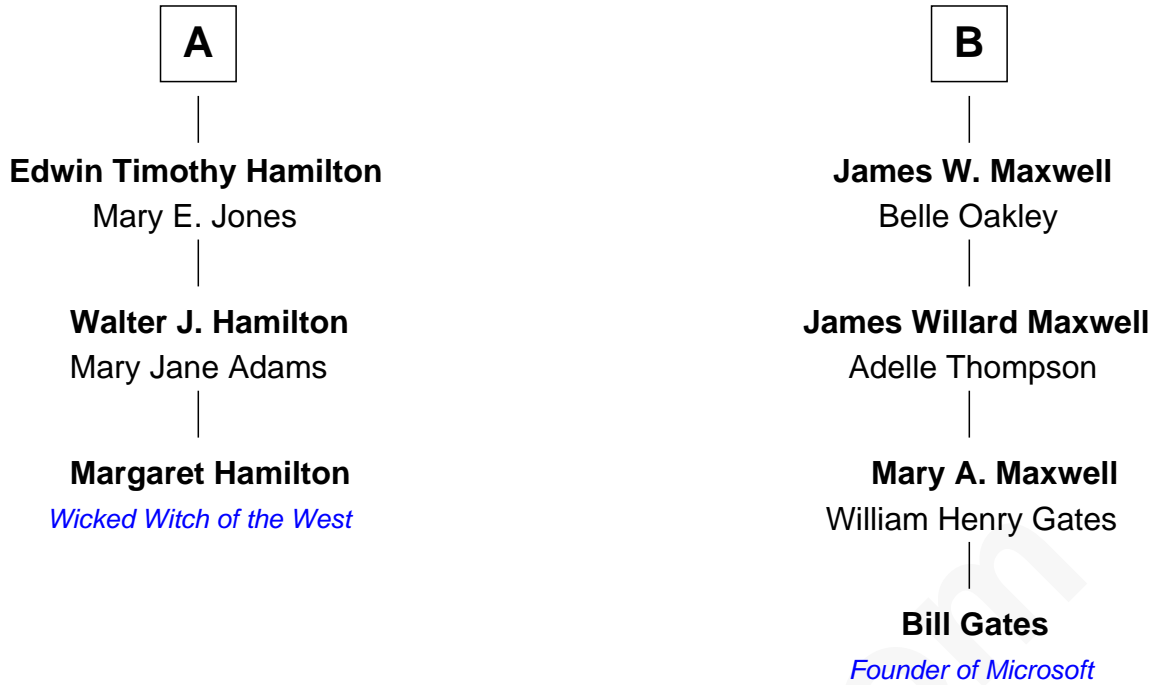 A
Edwin Timothy Hamilton
Mary E. Jones
Walter J. Hamilton
Mary Jane Adams
Margaret Hamilton
Wicked Witch of the West
B
James W. Maxwell
Belle Oakley
James Willard Maxwell
Adelle Thompson
Mary A. Maxwell
William Henry Gates
Bill Gates
Founder of Microsoft